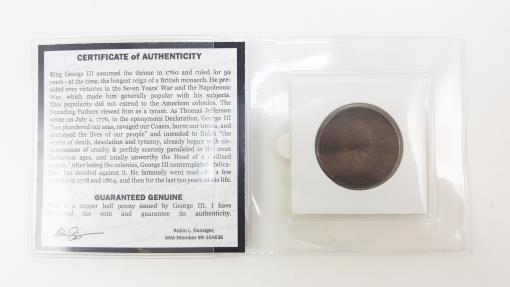 CERTIFICATE of AUTHENTICITY
King George III assumed the throne in 1760 and ruled for 59
years—at the time, the longest reign of a British monarch. He pre-
sided over victories in the Seven Years' War and the Napoleonic
War, which made him generally popular with his subjects.
This popularity did not extend to the American colonies. The
Founding Fathers viewed him as a tyrant. As Thomas Jefferson
wrote on July 4, 1776, in the eponymous Declaration, George III
"has plundered our seas, ravaged our Coasts, burnt our towns, and
destroyed the lives of our people" and intended to finish "the
works of death, desolation, and tyranny, already begun with cir-
cumstances of cruelty & perfidy scarcely paralleled in the most
barbarous ages, and totally unworthy the Head of a civilized
nation." After losing the colonies, George III contemplated abdica-
tion, but decided against it. He famously went mad—for a few
months in 1778 and 1804, and then for the last ten years of his life.
GUARANTEED GENUINE
This is a copper half penny issued by George III. I have
the coin and guarantee its authenticity.
Robin L. Danziger,
ANA Member #R-164636